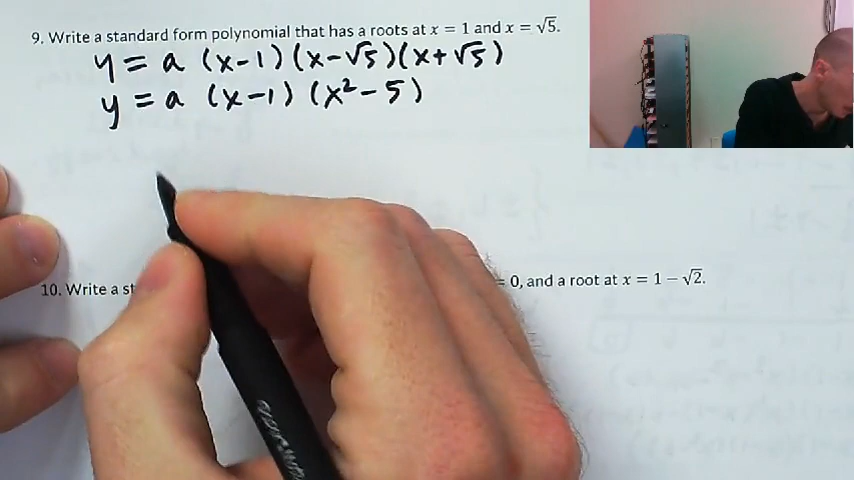 9. Write a standard form polynomial that has a roots at x = 1 and x = √5.
y = a (x-1)(x-√5)(x+√5)
y = a (x-1) (x²-5)
10. Write a st = 0, and a root at x = 1 − √2.